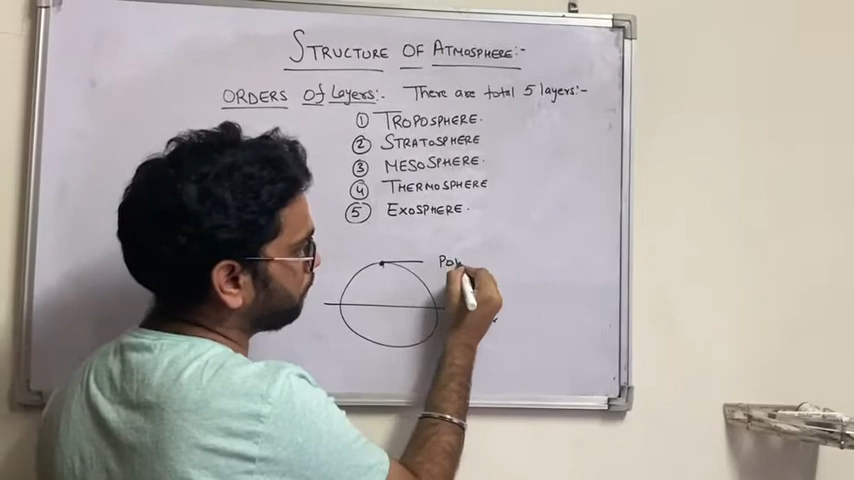 STRUCTURE OF ATMOSPHERE:-
ORDERS Of Layers:- There are total 5 layers:-
① TROPOSPHERE.
② STRATOSPHERE
③ MESOSPHERE.
④ THERMOSPHERE
⑤ EXOSPHERE.